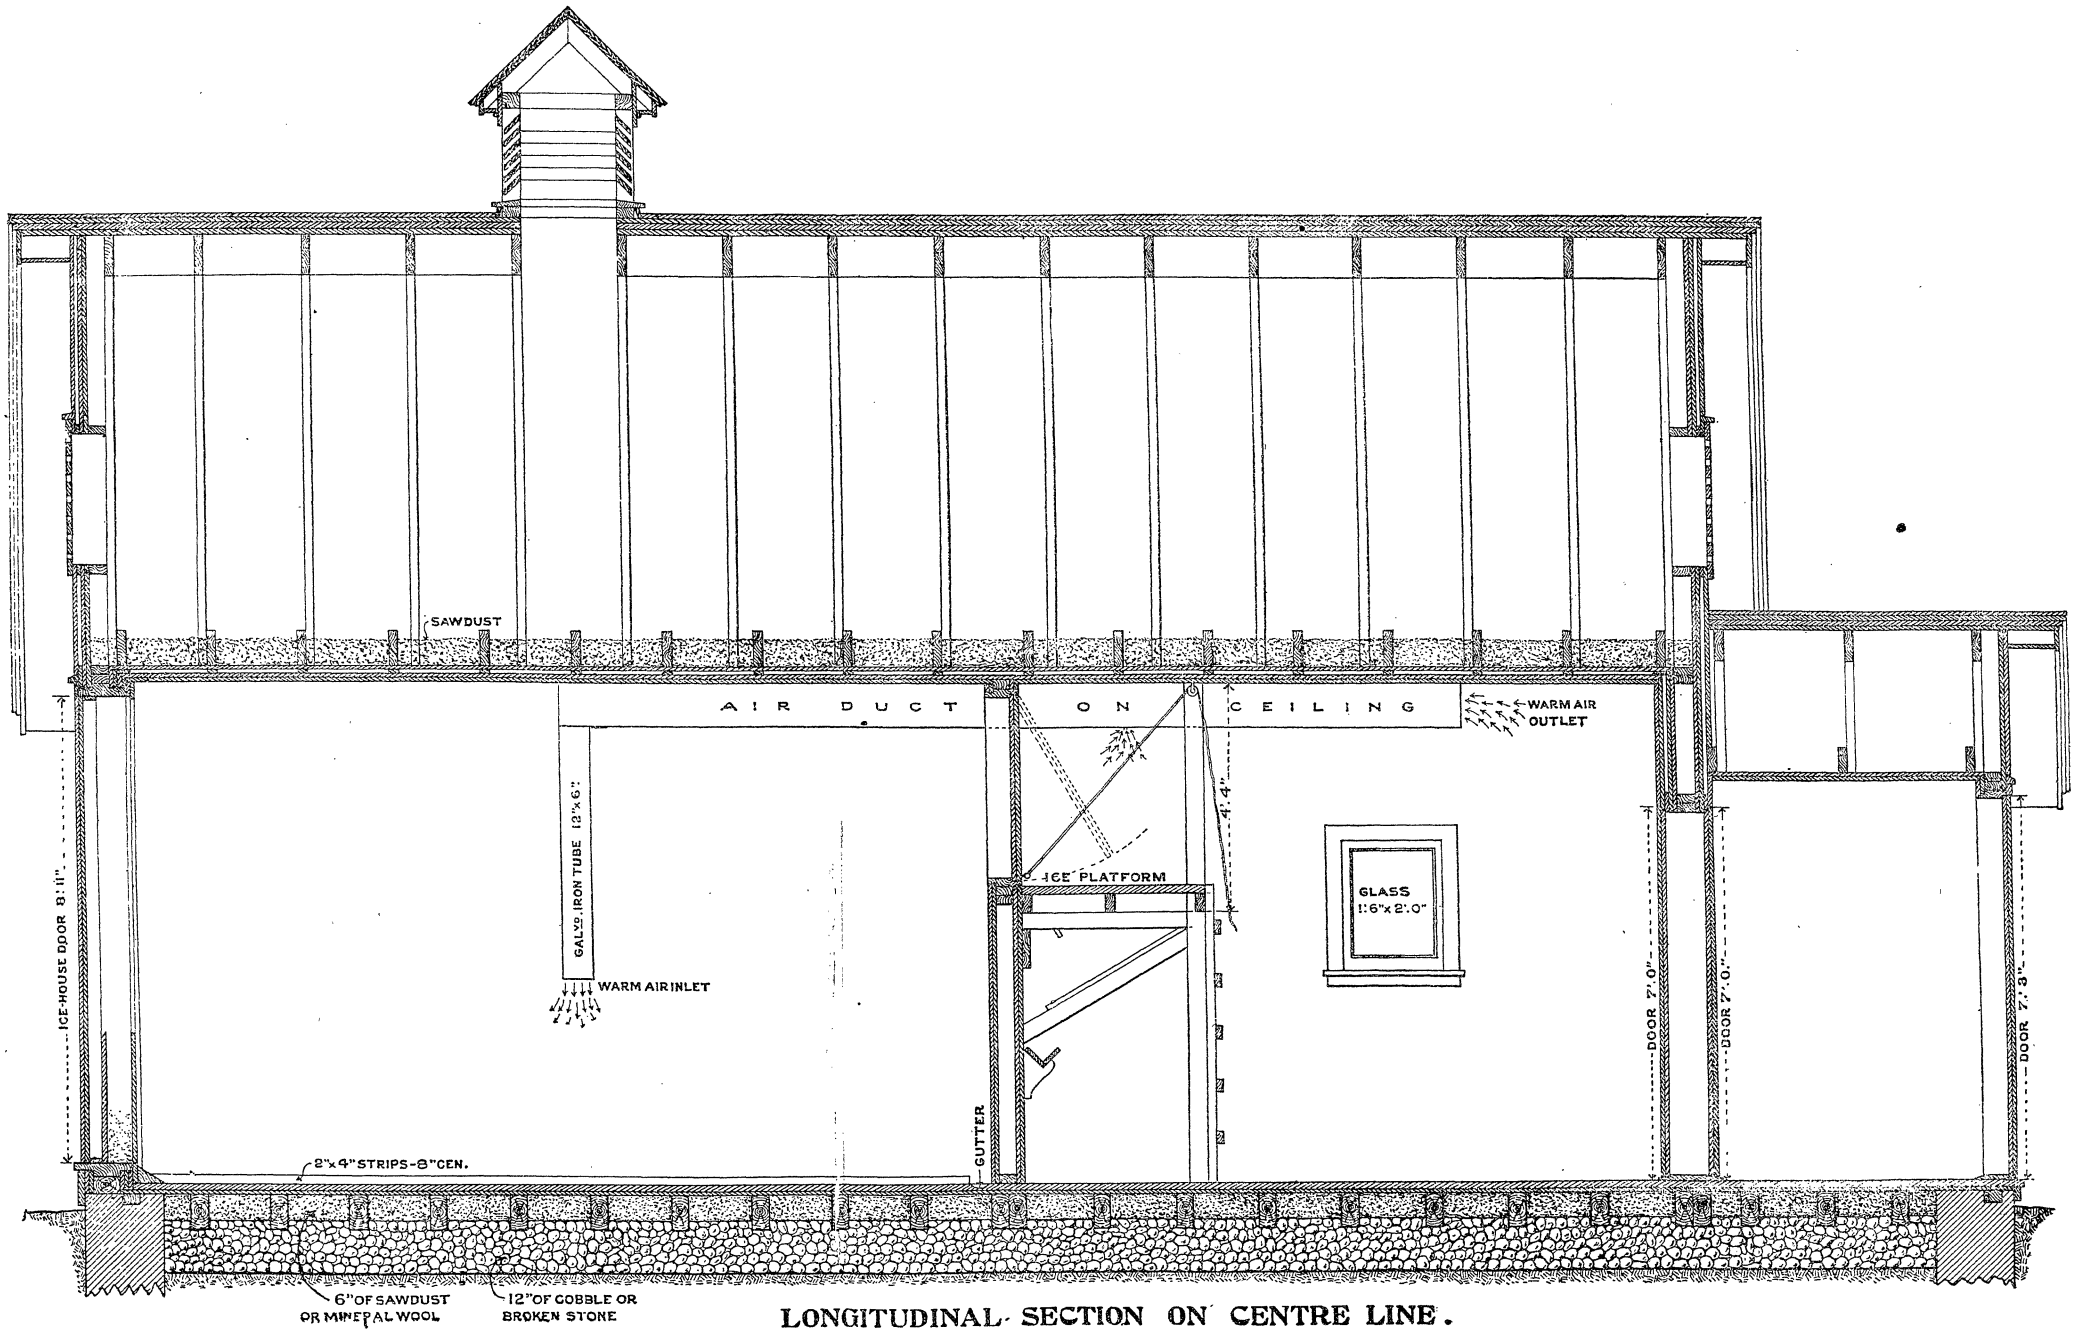 SAWDUST
AIR DUCT ON CEILING
WARM AIR
OUTLET
GALVD. IRON TUBE 12"x6"
4'.4"
ICE PLATFORM
GLASS
1'.6"x 2'.0"
WARM AIR INLET
ICE-HOUSE DOOR 8'.11"
DOOR 7'.0"
DOOR 7'.0"
DOOR 7'.3"
GUTTER
2"x4" STRIPS-8"CEN.
6" OF SAWDUST
OR MINERAL WOOL
12" OF COBBLE OR
BROKEN STONE
LONGITUDINAL SECTION ON CENTRE LINE.